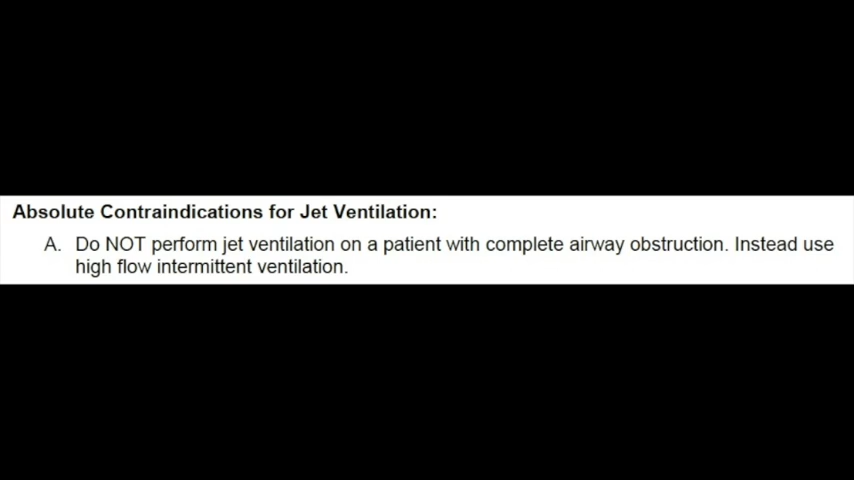 Absolute Contraindications for Jet Ventilation:
A. Do NOT perform jet ventilation on a patient with complete airway obstruction. Instead use
high flow intermittent ventilation.